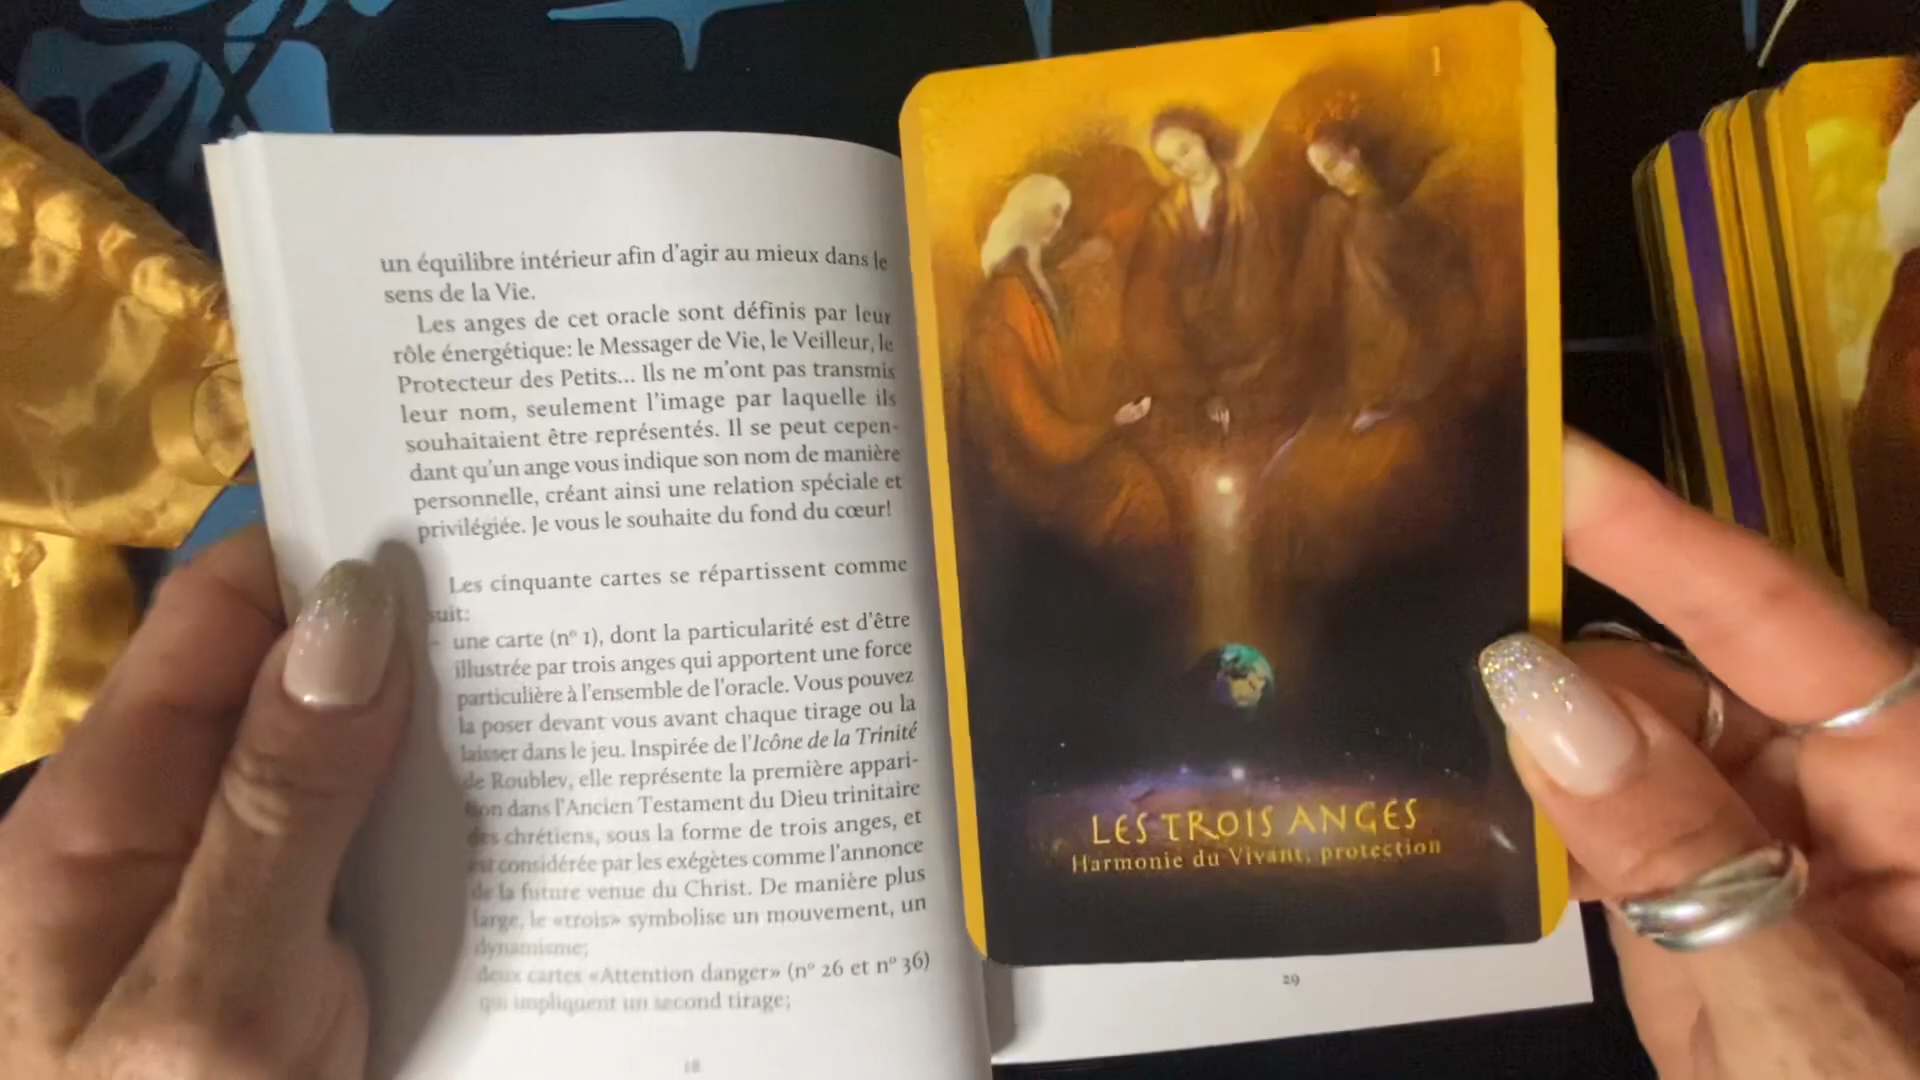 un équilibre intérieur afin d'agir au mieux dans le
sens de la Vie.
Les anges de cet oracle sont définis par leur
rôle énergétique: le Messager de Vie, le Veilleur, le
Protecteur des Petits... Ils ne m'ont pas transmis
leur nom, seulement l'image par laquelle ils
souhaitaient être représentés. Il se peut cepen-
dant qu'un ange vous indique son nom de manière
personnelle, créant ainsi une relation spéciale et
privilégiée. Je vous le souhaite du fond du cœur!
Les cinquante cartes se répartissent comme
suit:
– une carte (nº 1), dont la particularité est d'être
illustrée par trois anges qui apportent une force
particulière à l'ensemble de l'oracle. Vous pouvez
la poser devant vous avant chaque tirage ou la
laisser dans le jeu. Inspirée de l'Icône de la Trinité
de Roublev, elle représente la première appari-
tion dans l'Ancien Testament du Dieu trinitaire
des chrétiens, sous la forme de trois anges, et
est considérée par les exégètes comme l'annonce
de la future venue du Christ. De manière plus
large, le «trois» symbolise un mouvement, un
dynamisme;
deux cartes «Attention danger» (nº 26 et nº 36)
qui impliquent un second tirage;
18
1
LES TROIS ANGES
Harmonie du Vivant, protection
29